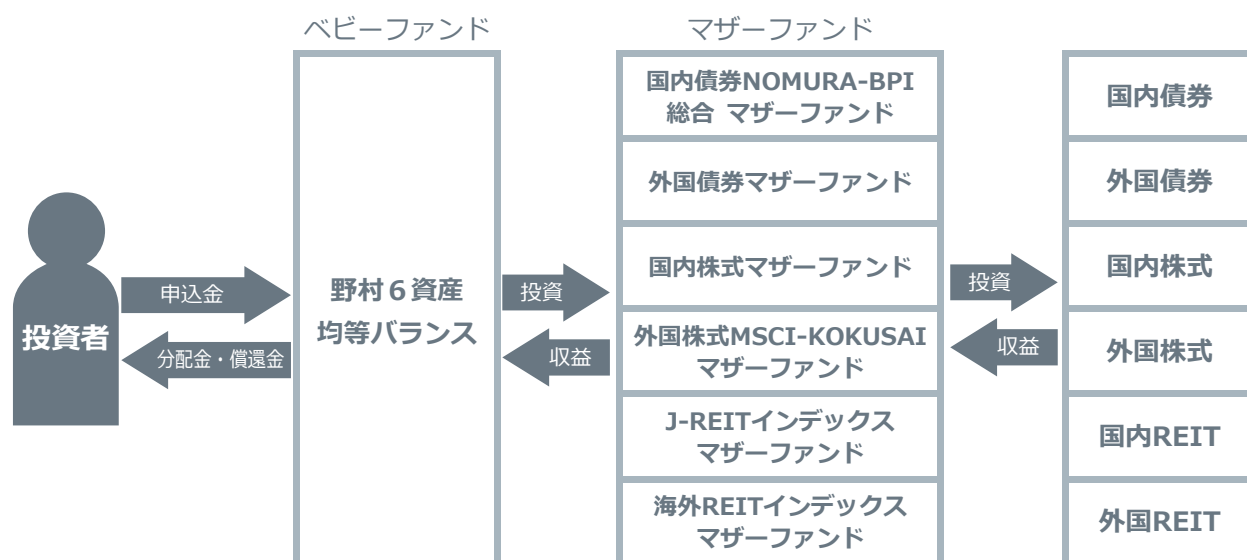 ベビーファンド
マザーファンド
投資者
申込金
分配金・償還金
野村６資産
均等バランス
投資
収益
国内債券NOMURA-BPI
総合 マザーファンド
外国債券マザーファンド
国内株式マザーファンド
外国株式MSCI-KOKUSAI
マザーファンド
J-REITインデックス
マザーファンド
海外REITインデックス
マザーファンド
投資
収益
国内債券
外国債券
国内株式
外国株式
国内REIT
外国REIT